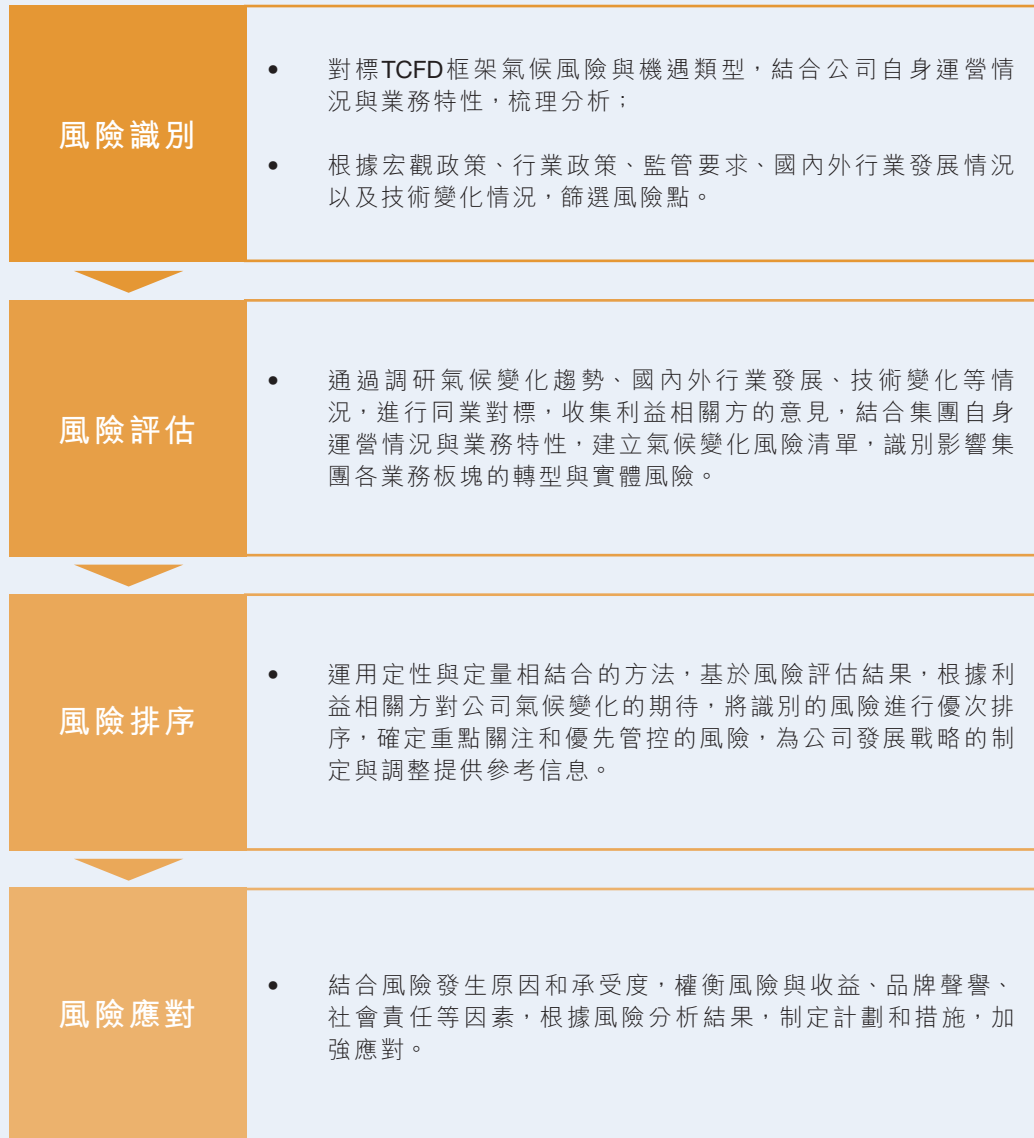 風險識別
• 對標TCFD框架氣候風險與機遇類型，結合公司自身運營情
況與業務特性，梳理分析；
• 根據宏觀政策、行業政策、監管要求、國內外行業發展情況
以及技術變化情況，篩選風險點。
風險評估
• 通過調研氣候變化趨勢、國內外行業發展、技術變化等情
況，進行同業對標，收集利益相關方的意見，結合集團自身
運營情況與業務特性，建立氣候變化風險清單，識別影響集
團各業務板塊的轉型與實體風險。
風險排序
• 運用定性與定量相結合的方法，基於風險評估結果，根據利
益相關方對公司氣候變化的期待，將識別的風險進行優次排
序，確定重點關注和優先管控的風險，為公司發展戰略的制
定與調整提供參考信息。
風險應對
• 結合風險發生原因和承受度，權衡風險與收益、品牌聲譽、
社會責任等因素，根據風險分析結果，制定計劃和措施，加
強應對。